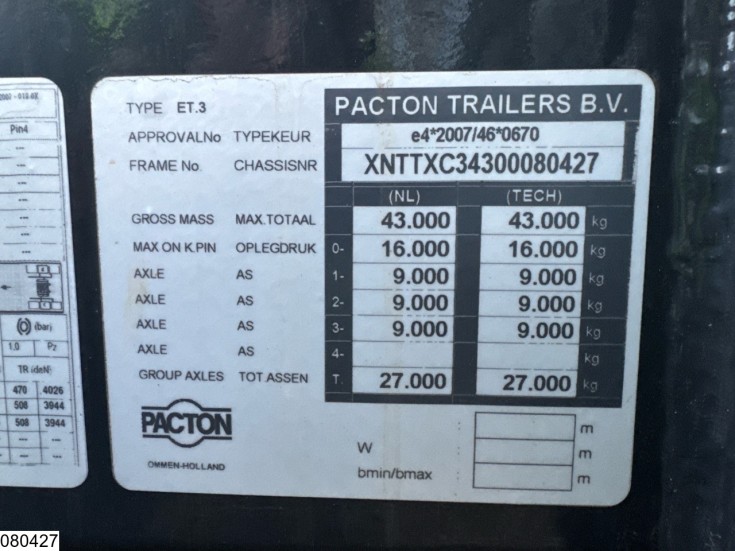 TYPE ET.3 PACTON TRAILERS B.V.
APPROVALNo TYPEKEUR e4*2007/46*0670
FRAME No. CHASSISNR XNTTXC34300080427
(NL) (TECH)
GROSS MASS MAX.TOTAAL 43.000 43.000 kg
MAX ON K.PIN OPLEGDRUK 0- 16.000 16.000 kg
AXLE AS 1- 9.000 9.000 kg
AXLE AS 2- 9.000 9.000 kg
AXLE AS 3- 9.000 9.000 kg
AXLE AS 4- kg
GROUP AXLES TOT ASSEN T. 27.000 27.000 kg
PACTON
OMMEN-HOLLAND
W
bmin/bmax
m
m
m
Pin4
---
---
---
---
---
---
(bar)
1.0 P2
TR (daN)
470 4026
508 3944
508 3944
--- ---
--- ---
080427